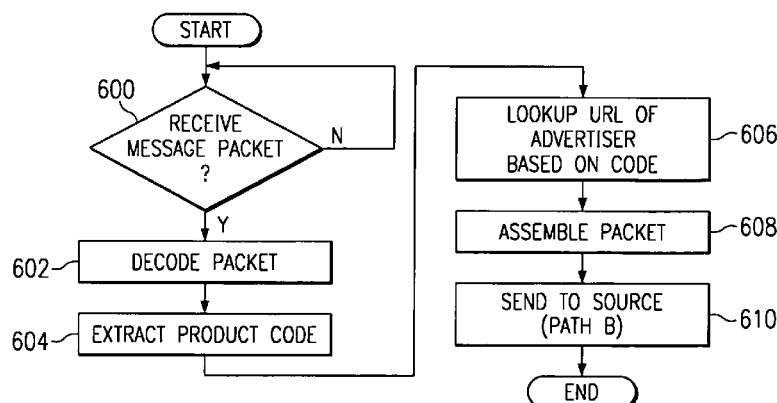 START
600
RECEIVE
MESSAGE PACKET
?
N
Y
602
DECODE PACKET
604
EXTRACT PRODUCT CODE
LOOKUP URL OF
ADVERTISER
BASED ON CODE
606
ASSEMBLE PACKET
608
SEND TO SOURCE
(PATH B)
610
END